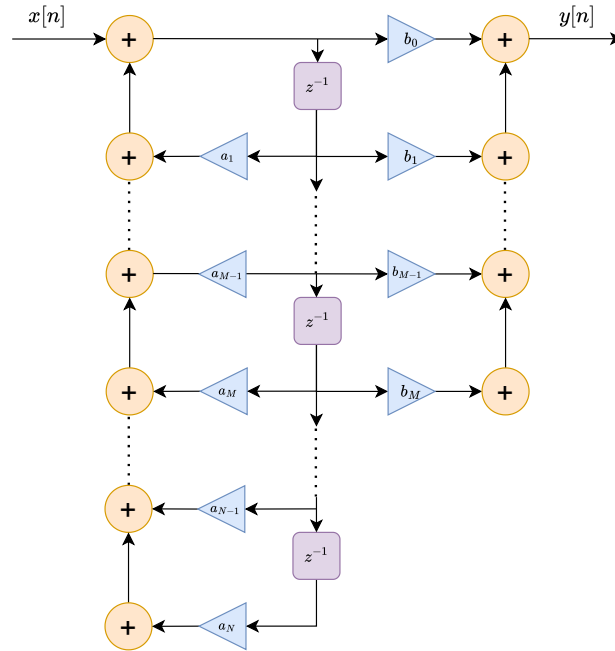 x[n] y[n]
+ b₀ +
z⁻¹
+ a₁ b₁ +
+ a_{M−1} b_{M−1} +
z⁻¹
+ a_M b_M +
+ a_{N−1}
z⁻¹
+ a_N